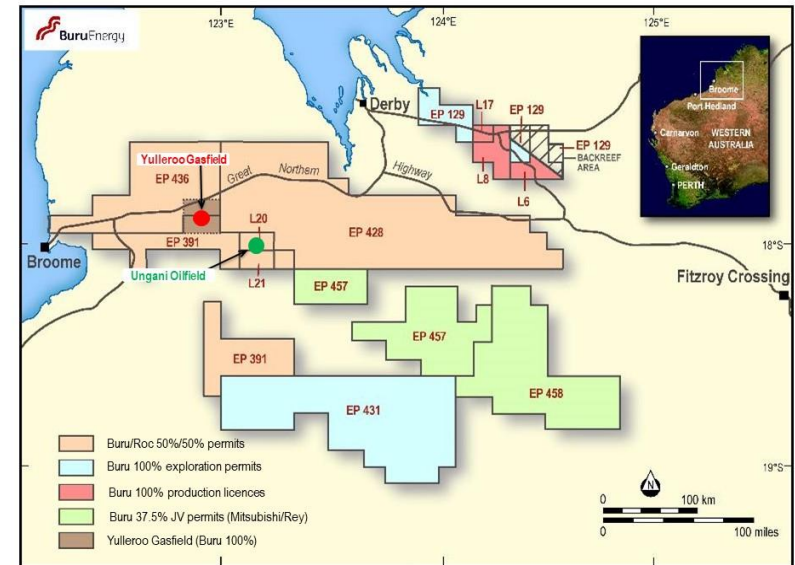 BuruEnergy
123°E
124°E
125°E
Derby
EP 129
L17
EP 129
EP 129
BACKREEF
AREA
L8
L6
Yulleroo Gasfield
EP 436
Great Northern Highway
L20
EP 428
EP 391
Broome
Ungani Oilfield
L21
EP 457
18°S
Fitzroy Crossing
EP 457
EP 391
EP 458
EP 431
19°S
Broome
Port Hedland
Carnarvon
WESTERN
AUSTRALIA
Geraldton
PERTH
Buru/Roc 50%/50% permits
Buru 100% exploration permits
Buru 100% production licences
Buru 37.5% JV permits (Mitsubishi/Rey)
Yulleroo Gasfield (Buru 100%)
N
0 100 km
0 100 miles